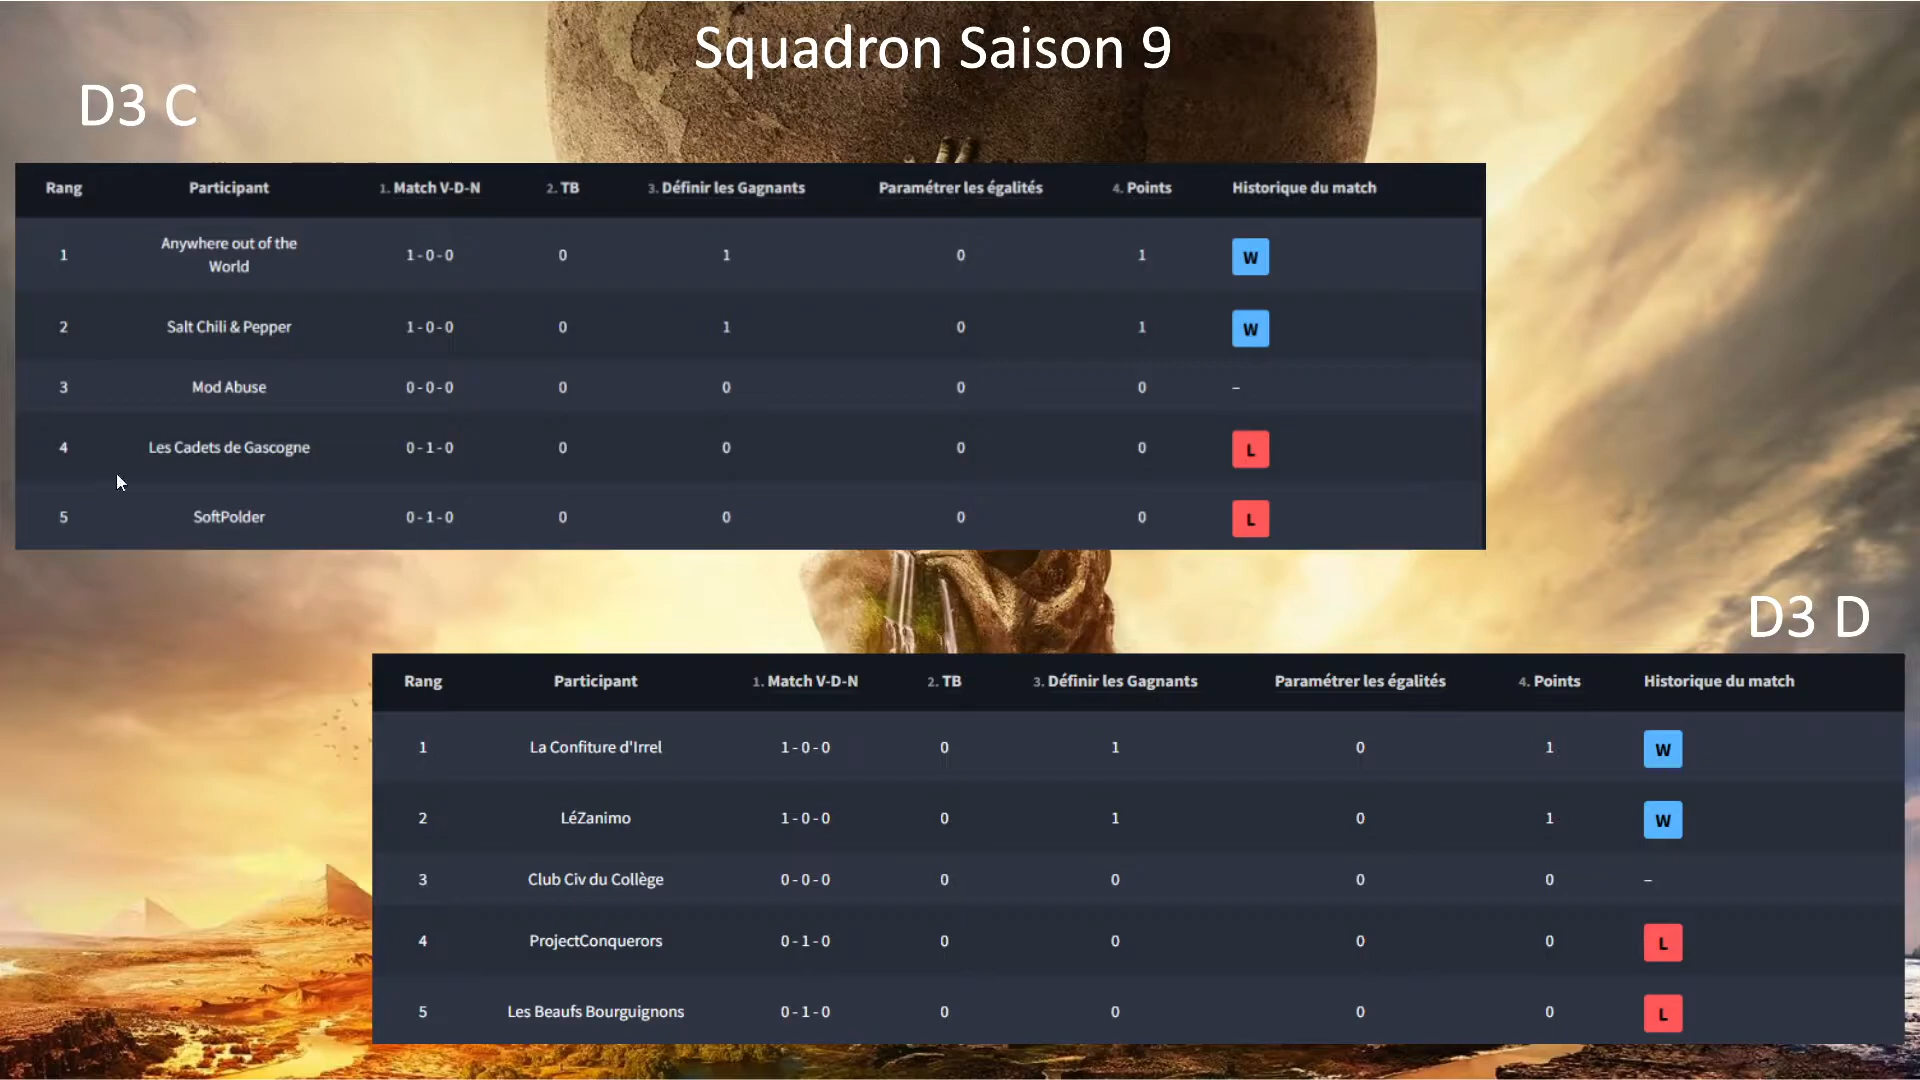 Squadron Saison 9
D3 C
Rang Participant 1. Match V-D-N 2. TB 3. Définir les Gagnants Paramétrer les égalités 4. Points Historique du match
1 Anywhere out of the World 1 - 0 - 0 0 1 0 1 W
2 Salt Chili & Pepper 1 - 0 - 0 0 1 0 1 W
3 Mod Abuse 0 - 0 - 0 0 0 0 0 –
4 Les Cadets de Gascogne 0 - 1 - 0 0 0 0 0 L
5 SoftPolder 0 - 1 - 0 0 0 0 0 L
D3 D
Rang Participant 1. Match V-D-N 2. TB 3. Définir les Gagnants Paramétrer les égalités 4. Points Historique du match
1 La Confiture d'Irrel 1 - 0 - 0 0 1 0 1 W
2 LéZanimo 1 - 0 - 0 0 1 0 1 W
3 Club Civ du Collège 0 - 0 - 0 0 0 0 0 –
4 ProjectConquerors 0 - 1 - 0 0 0 0 0 L
5 Les Beaufs Bourguignons 0 - 1 - 0 0 0 0 0 L